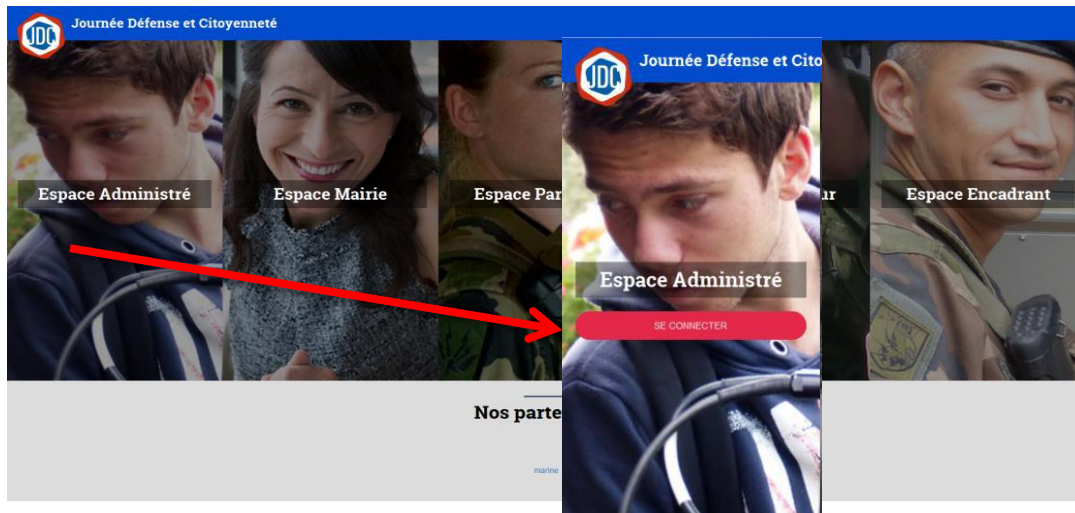 JDC
Journée Défense et Citoyenneté
Espace Administré
Espace Mairie
Espace Par
ur
Espace Encadrant
Nos parte
marine
JDC
Journée Défense et Cito
Espace Administré
SE CONNECTER